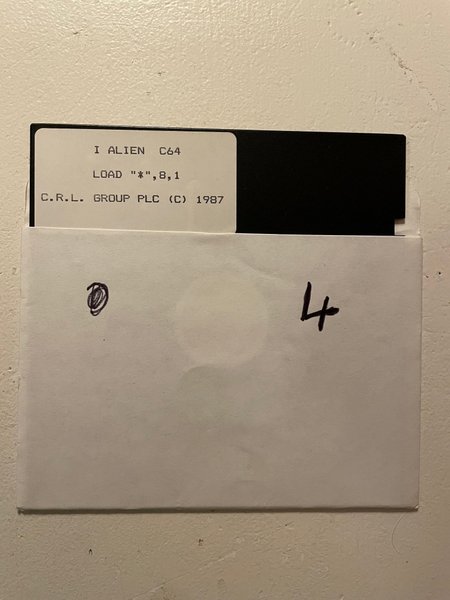 I ALIEN C64
LOAD "*",8,1
C.R.L. GROUP PLC (C) 1987
4